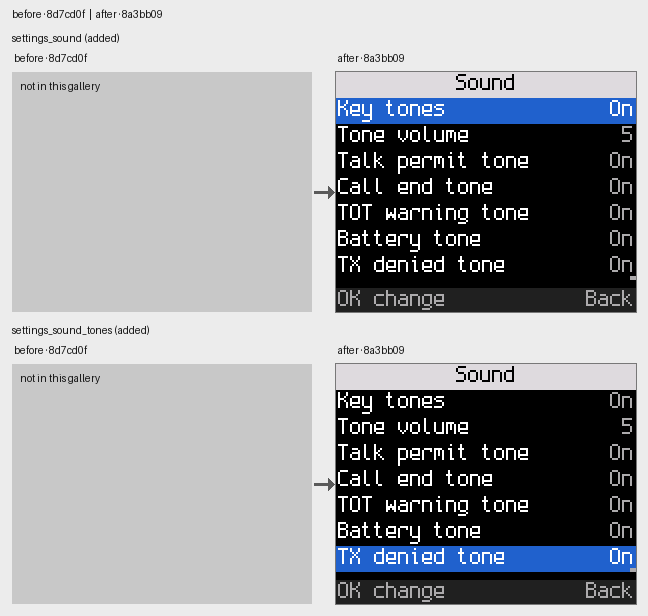 before · 8d7cd0f | after · 8a3bb09
settings_sound (added)
before · 8d7cd0f
after · 8a3bb09
not in this gallery
Sound
Key tones On
Tone volume 5
Talk permit tone On
Call end tone On
TOT warning tone On
Battery tone On
TX denied tone On
OK change Back
settings_sound_tones (added)
before · 8d7cd0f
after · 8a3bb09
not in this gallery
Sound
Key tones On
Tone volume 5
Talk permit tone On
Call end tone On
TOT warning tone On
Battery tone On
TX denied tone On
OK change Back